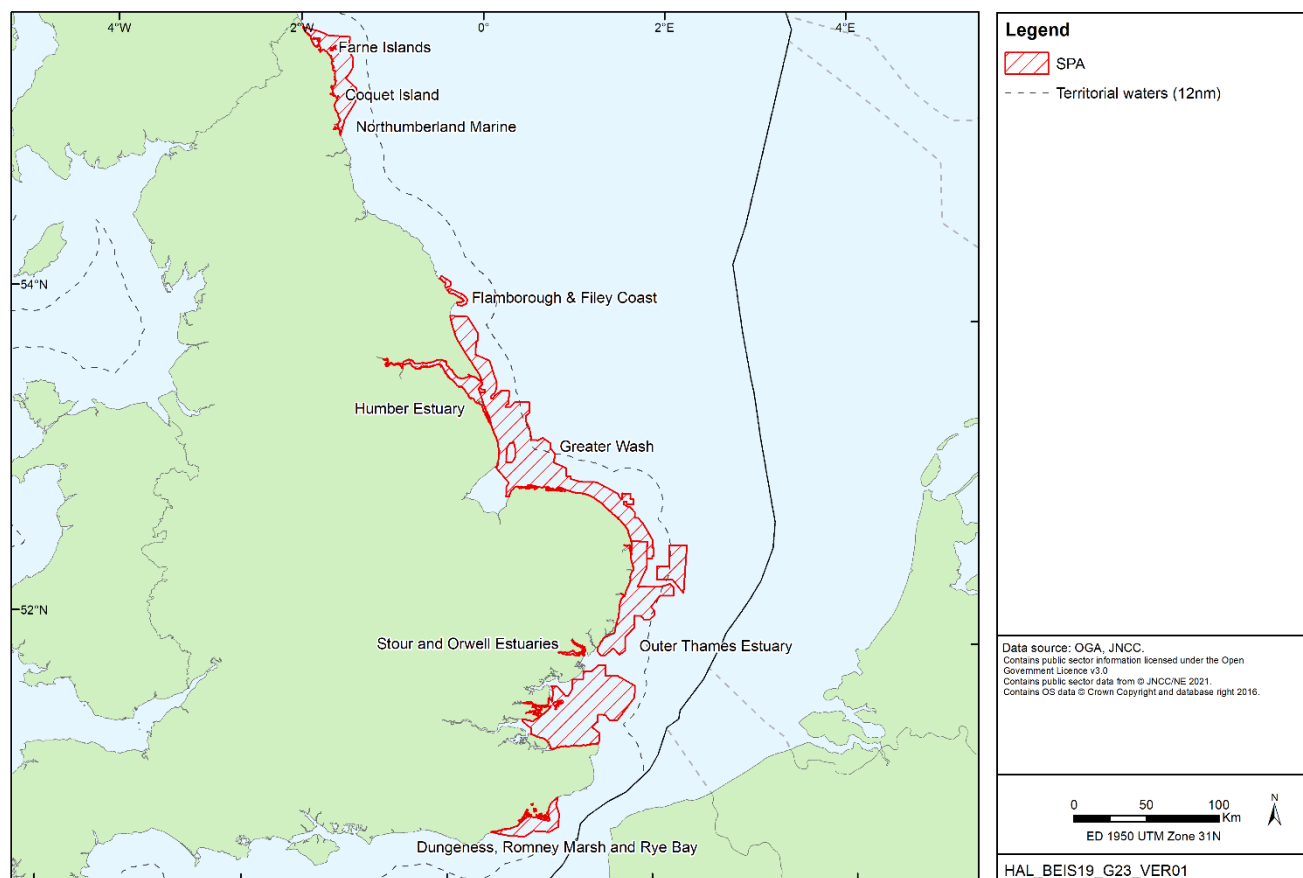 4°W
2°W
0°
2°E
4°E
Farne Islands
Coquet Island
Northumberland Marine
54°N
Flamborough & Filey Coast
Humber Estuary
Greater Wash
52°N
Stour and Orwell Estuaries
Outer Thames Estuary
Dungeness, Romney Marsh and Rye Bay
Legend
SPA
Territorial waters (12nm)
Data source: OGA, JNCC.
Contains public sector information licensed under the Open
Government Licence v3.0
Contains public sector data from © JNCC/NE 2021.
Contains OS data © Crown Copyright and database right 2016.
0 50 100
Km
N
ED 1950 UTM Zone 31N
HAL_BEIS19_G23_VER01